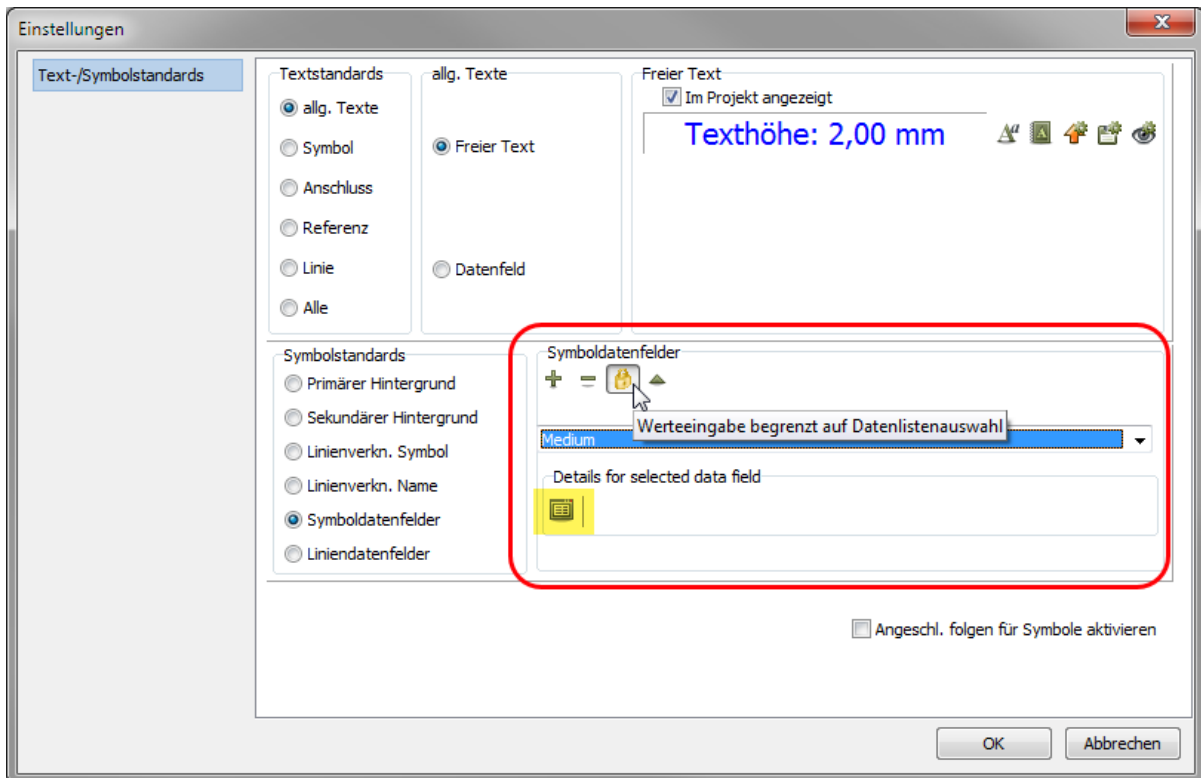 Einstellungen
Text-/Symbolstandards
Textstandards
allg. Texte
Symbol
Anschluss
Referenz
Linie
Alle
allg. Texte
Freier Text
Datenfeld
Freier Text
Im Projekt angezeigt
Texthöhe: 2,00 mm
Symbolstandards
Primärer Hintergrund
Sekundärer Hintergrund
Linienverkn. Symbol
Linienverkn. Name
Symboldatenfelder
Liniendatenfelder
Symboldatenfelder
Werteeingabe begrenzt auf Datenlistenauswahl
Medium
Details for selected data field
Angeschl. folgen für Symbole aktivieren
OK
Abbrechen